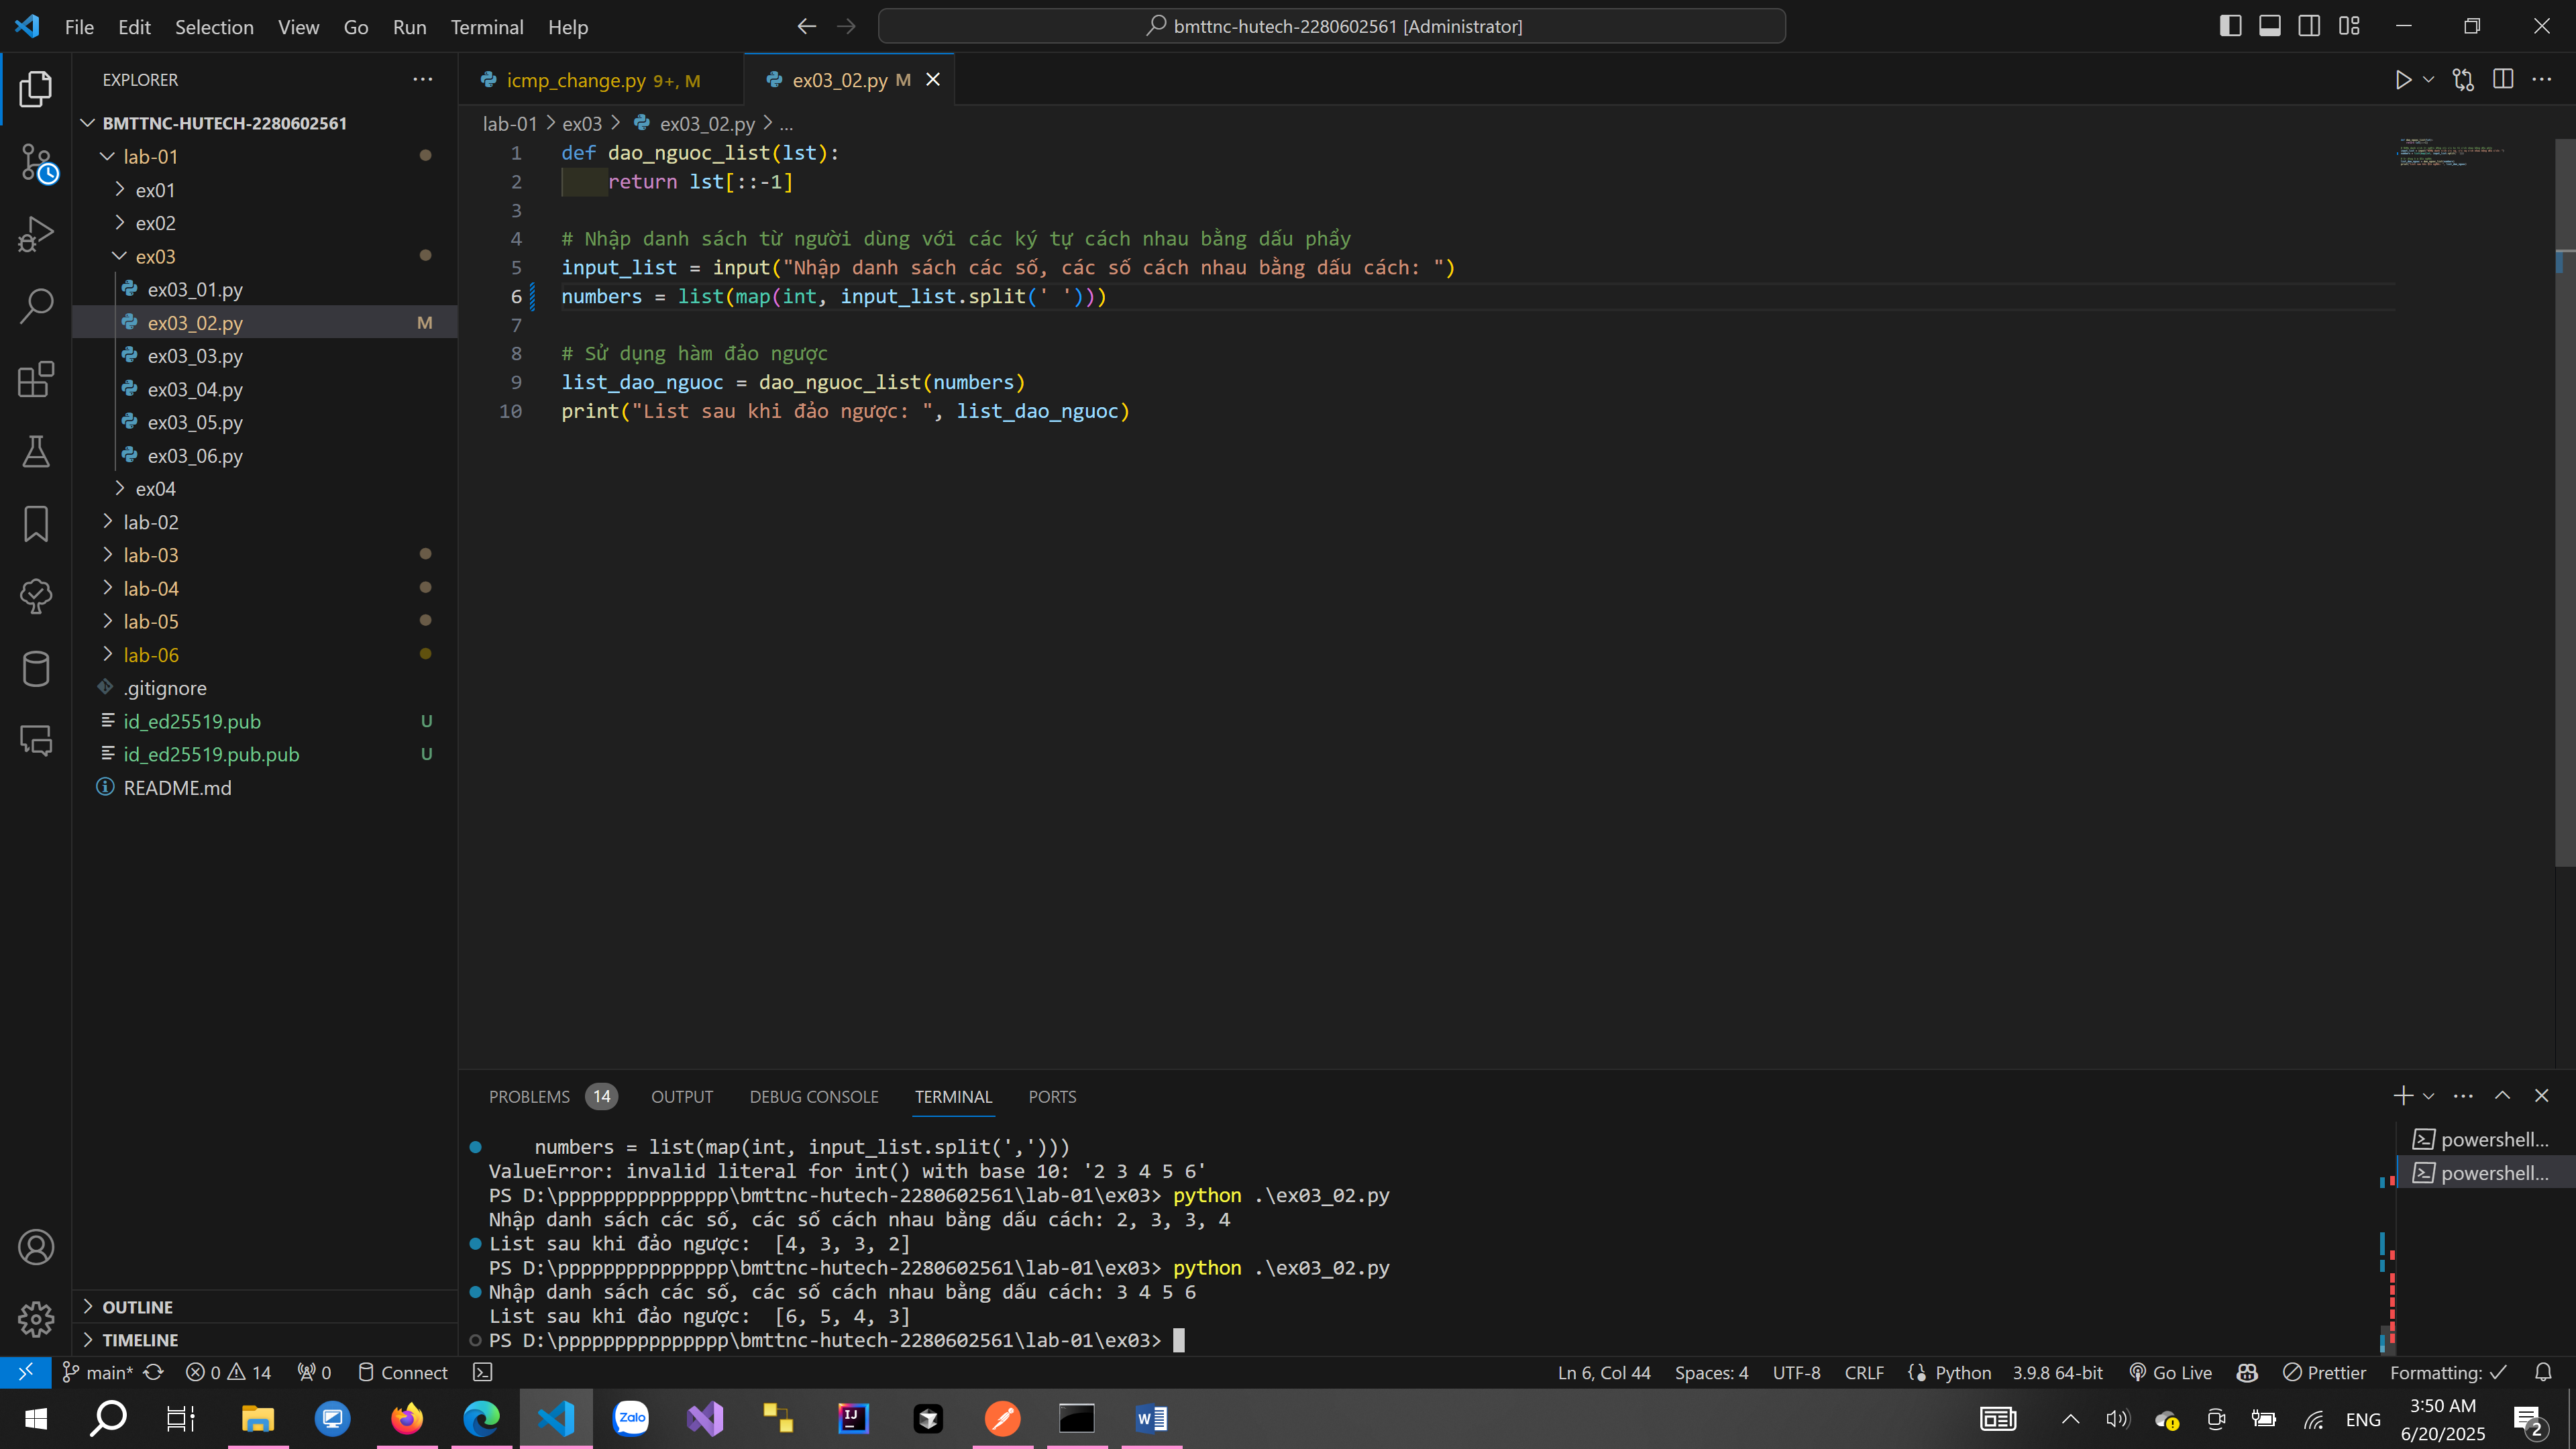 File Edit Selection View Go Run Terminal Help
bmttnc-hutech-2280602561 [Administrator]
EXPLORER
BMTTNC-HUTECH-2280602561
lab-01
ex01
ex02
ex03
ex03_01.py
ex03_02.py M
ex03_03.py
ex03_04.py
ex03_05.py
ex03_06.py
ex04
lab-02
lab-03
lab-04
lab-05
lab-06
.gitignore
id_ed25519.pub U
id_ed25519.pub.pub U
README.md
OUTLINE
TIMELINE
icmp_change.py 9+, M
ex03_02.py M
lab-01 > ex03 > ex03_02.py > ...
1 def dao_nguoc_list(lst):
2 return lst[::-1]
3
4 # Nhập danh sách từ người dùng với các ký tự cách nhau bằng dấu phẩy
5 input_list = input("Nhập danh sách các số, các số cách nhau bằng dấu cách: ")
6 numbers = list(map(int, input_list.split(' ')))
7
8 # Sử dụng hàm đảo ngược
9 list_dao_nguoc = dao_nguoc_list(numbers)
10 print("List sau khi đảo ngược: ", list_dao_nguoc)
PROBLEMS 14 OUTPUT DEBUG CONSOLE TERMINAL PORTS
numbers = list(map(int, input_list.split(',')))
ValueError: invalid literal for int() with base 10: '2 3 4 5 6'
PS D:\ppppppppppppppp\bmttnc-hutech-2280602561\lab-01\ex03> python .\ex03_02.py
Nhập danh sách các số, các số cách nhau bằng dấu cách: 2, 3, 3, 4
List sau khi đảo ngược:  [4, 3, 3, 2]
PS D:\ppppppppppppppp\bmttnc-hutech-2280602561\lab-01\ex03> python .\ex03_02.py
Nhập danh sách các số, các số cách nhau bằng dấu cách: 3 4 5 6
List sau khi đảo ngược:  [6, 5, 4, 3]
PS D:\ppppppppppppppp\bmttnc-hutech-2280602561\lab-01\ex03>
powershell...
powershell...
main* 0 14 0 Connect
Ln 6, Col 44 Spaces: 4 UTF-8 CRLF Python 3.9.8 64-bit Go Live Prettier Formatting: ✓
Zalo
IJ
W
ENG
3:50 AM
6/20/2025
2